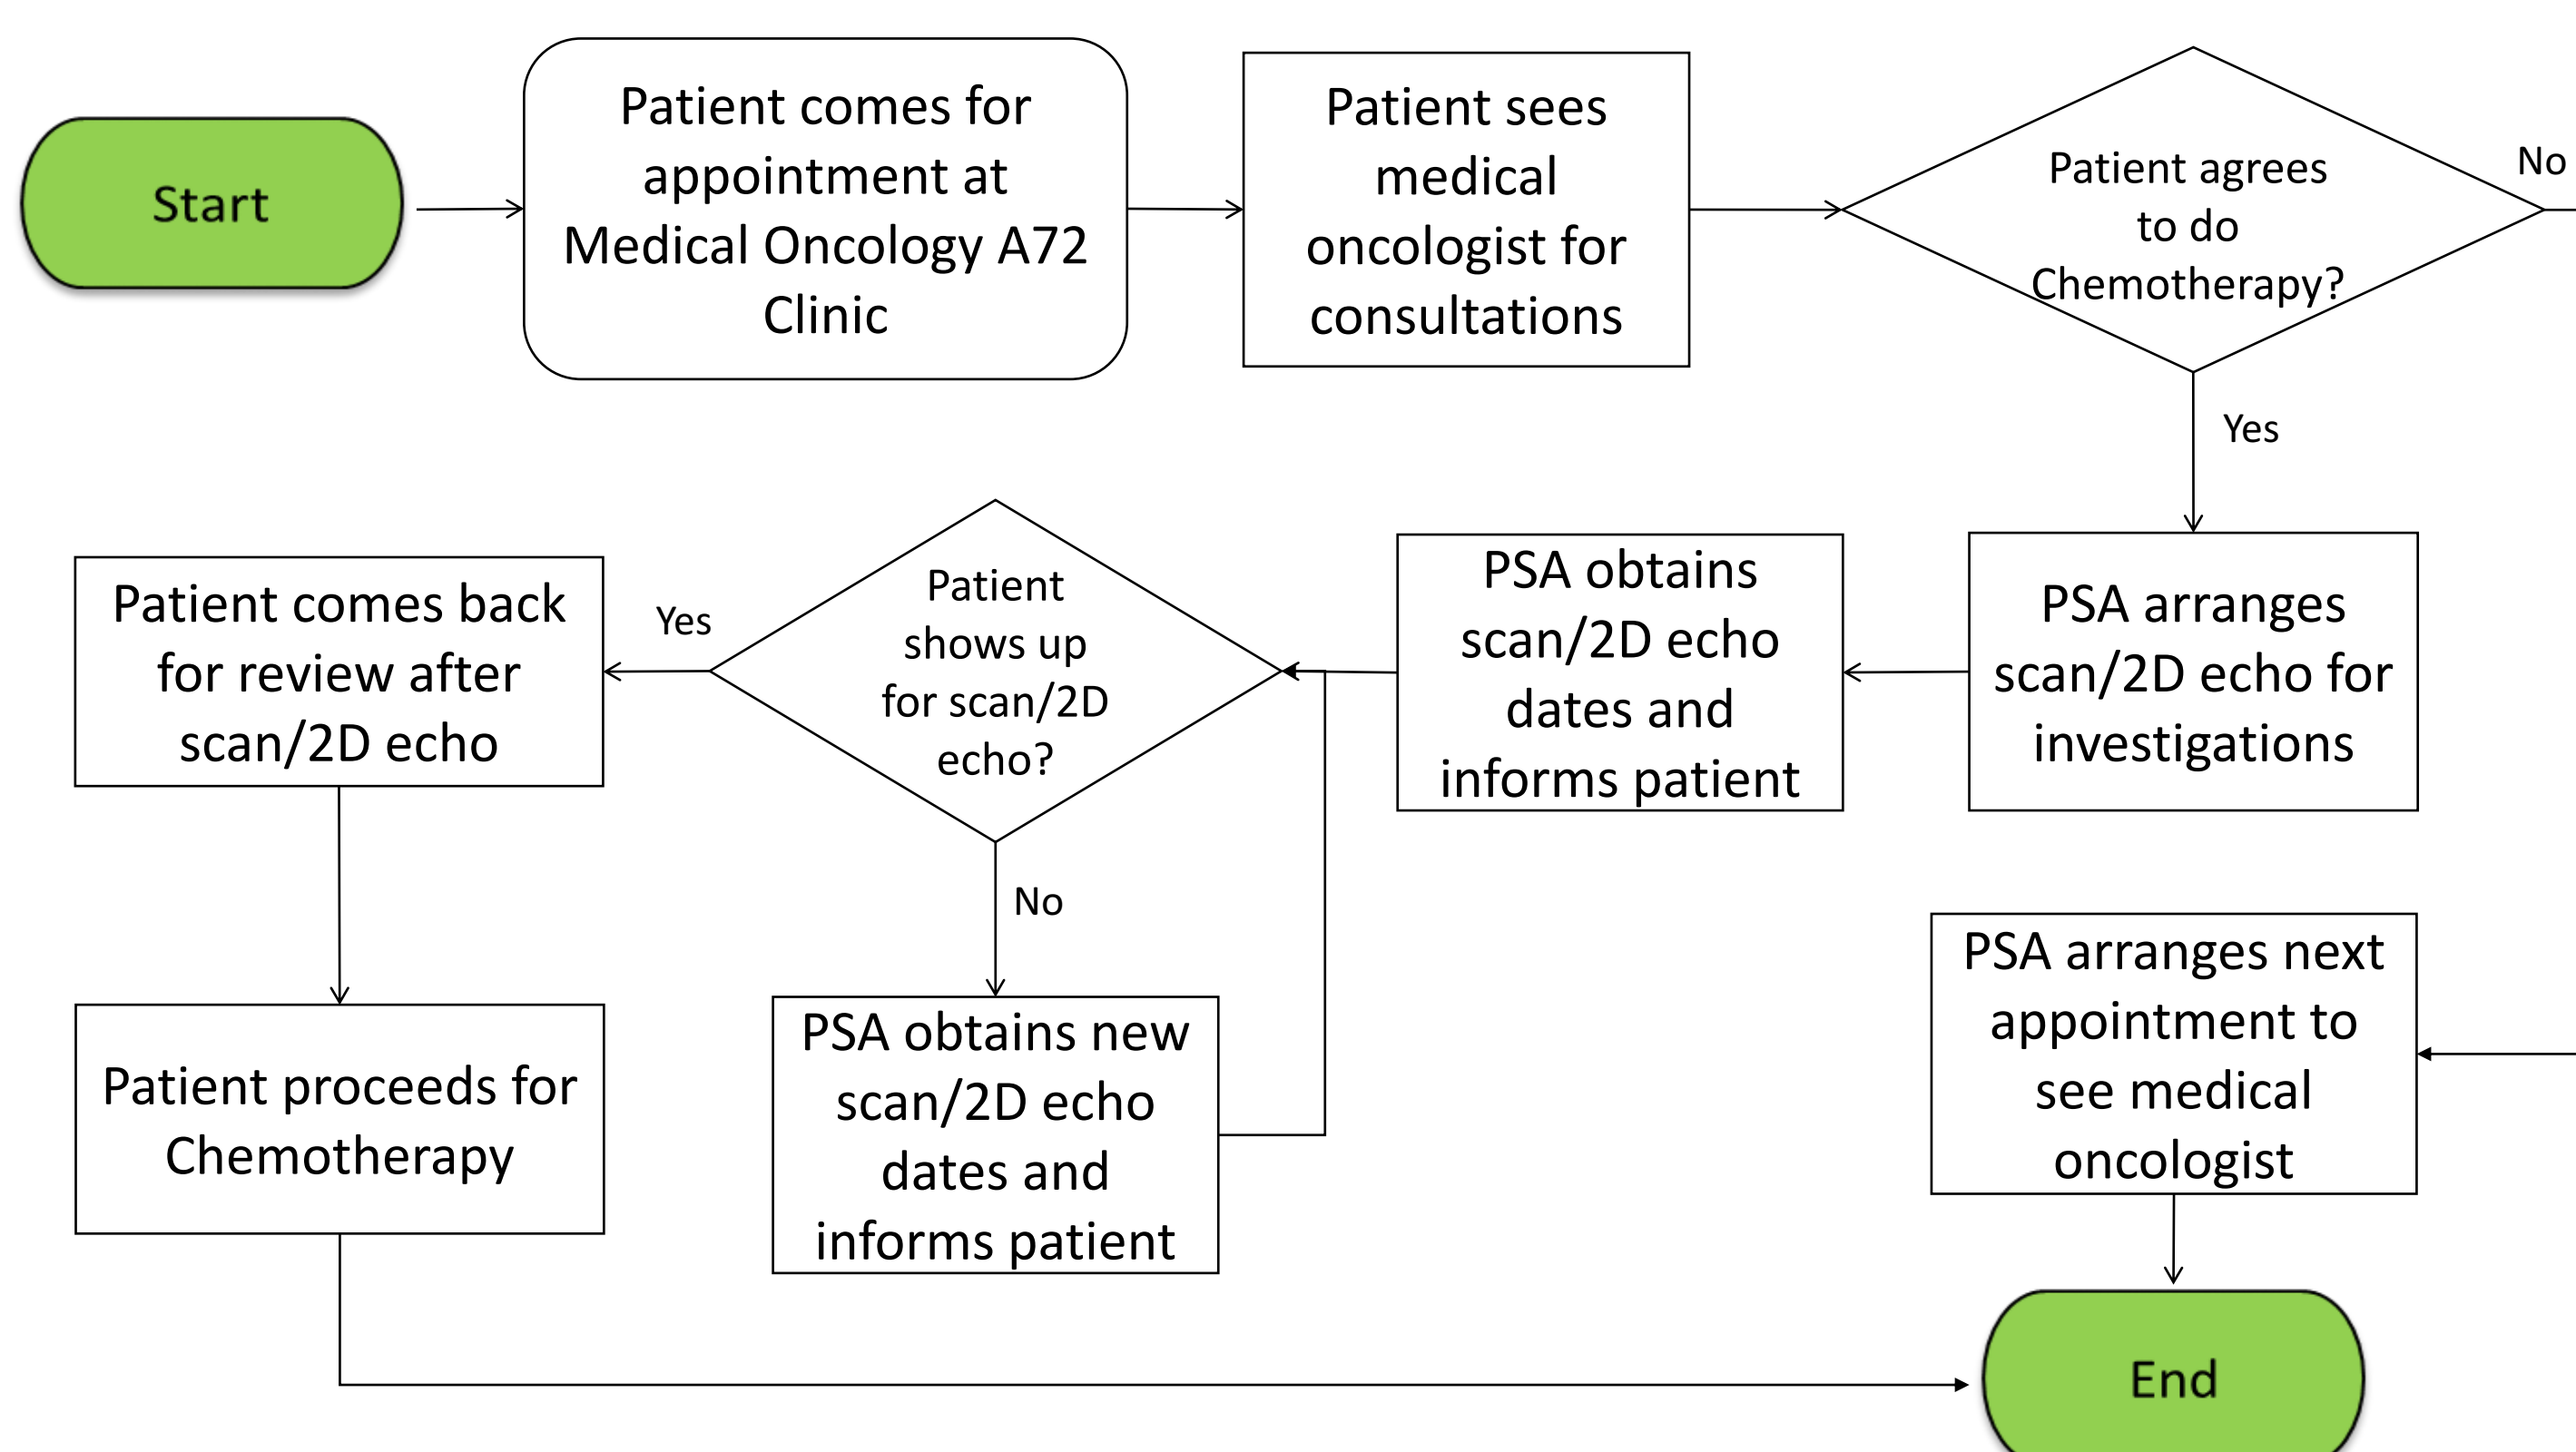 Start
Patient comes for
appointment at
Medical Oncology A72
Clinic
Patient sees
medical
oncologist for
consultations
Patient agrees
to do
Chemotherapy?
No
Yes
PSA arranges
scan/2D echo for
investigations
PSA obtains
scan/2D echo
dates and
informs patient
Patient
shows up
for scan/2D
echo?
Yes
Patient comes back
for review after
scan/2D echo
No
PSA obtains new
scan/2D echo
dates and
informs patient
Patient proceeds for
Chemotherapy
PSA arranges next
appointment to
see medical
oncologist
End